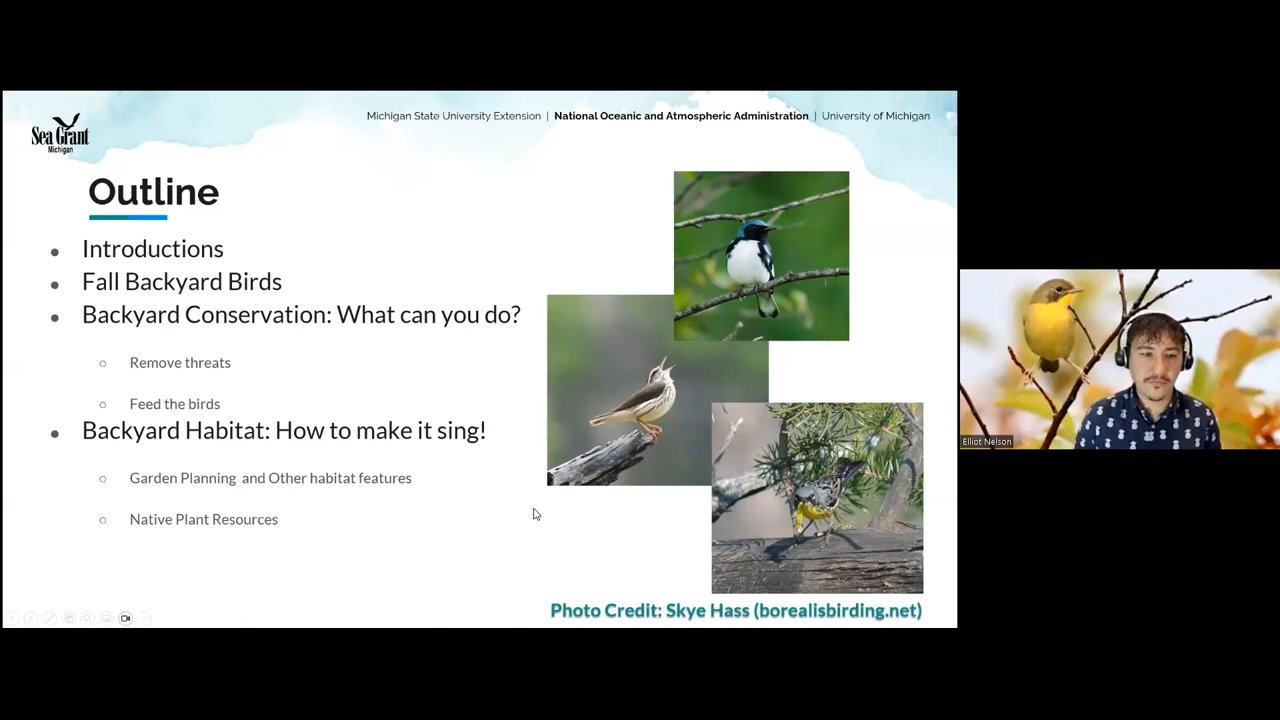 Sea Grant
Michigan
Michigan State University Extension | National Oceanic and Atmospheric Administration | University of Michigan
Outline
● Introductions
● Fall Backyard Birds
● Backyard Conservation: What can you do?
○ Remove threats
○ Feed the birds
● Backyard Habitat: How to make it sing!
○ Garden Planning and Other habitat features
○ Native Plant Resources
Photo Credit: Skye Hass (borealisbirding.net)
Elliot Nelson